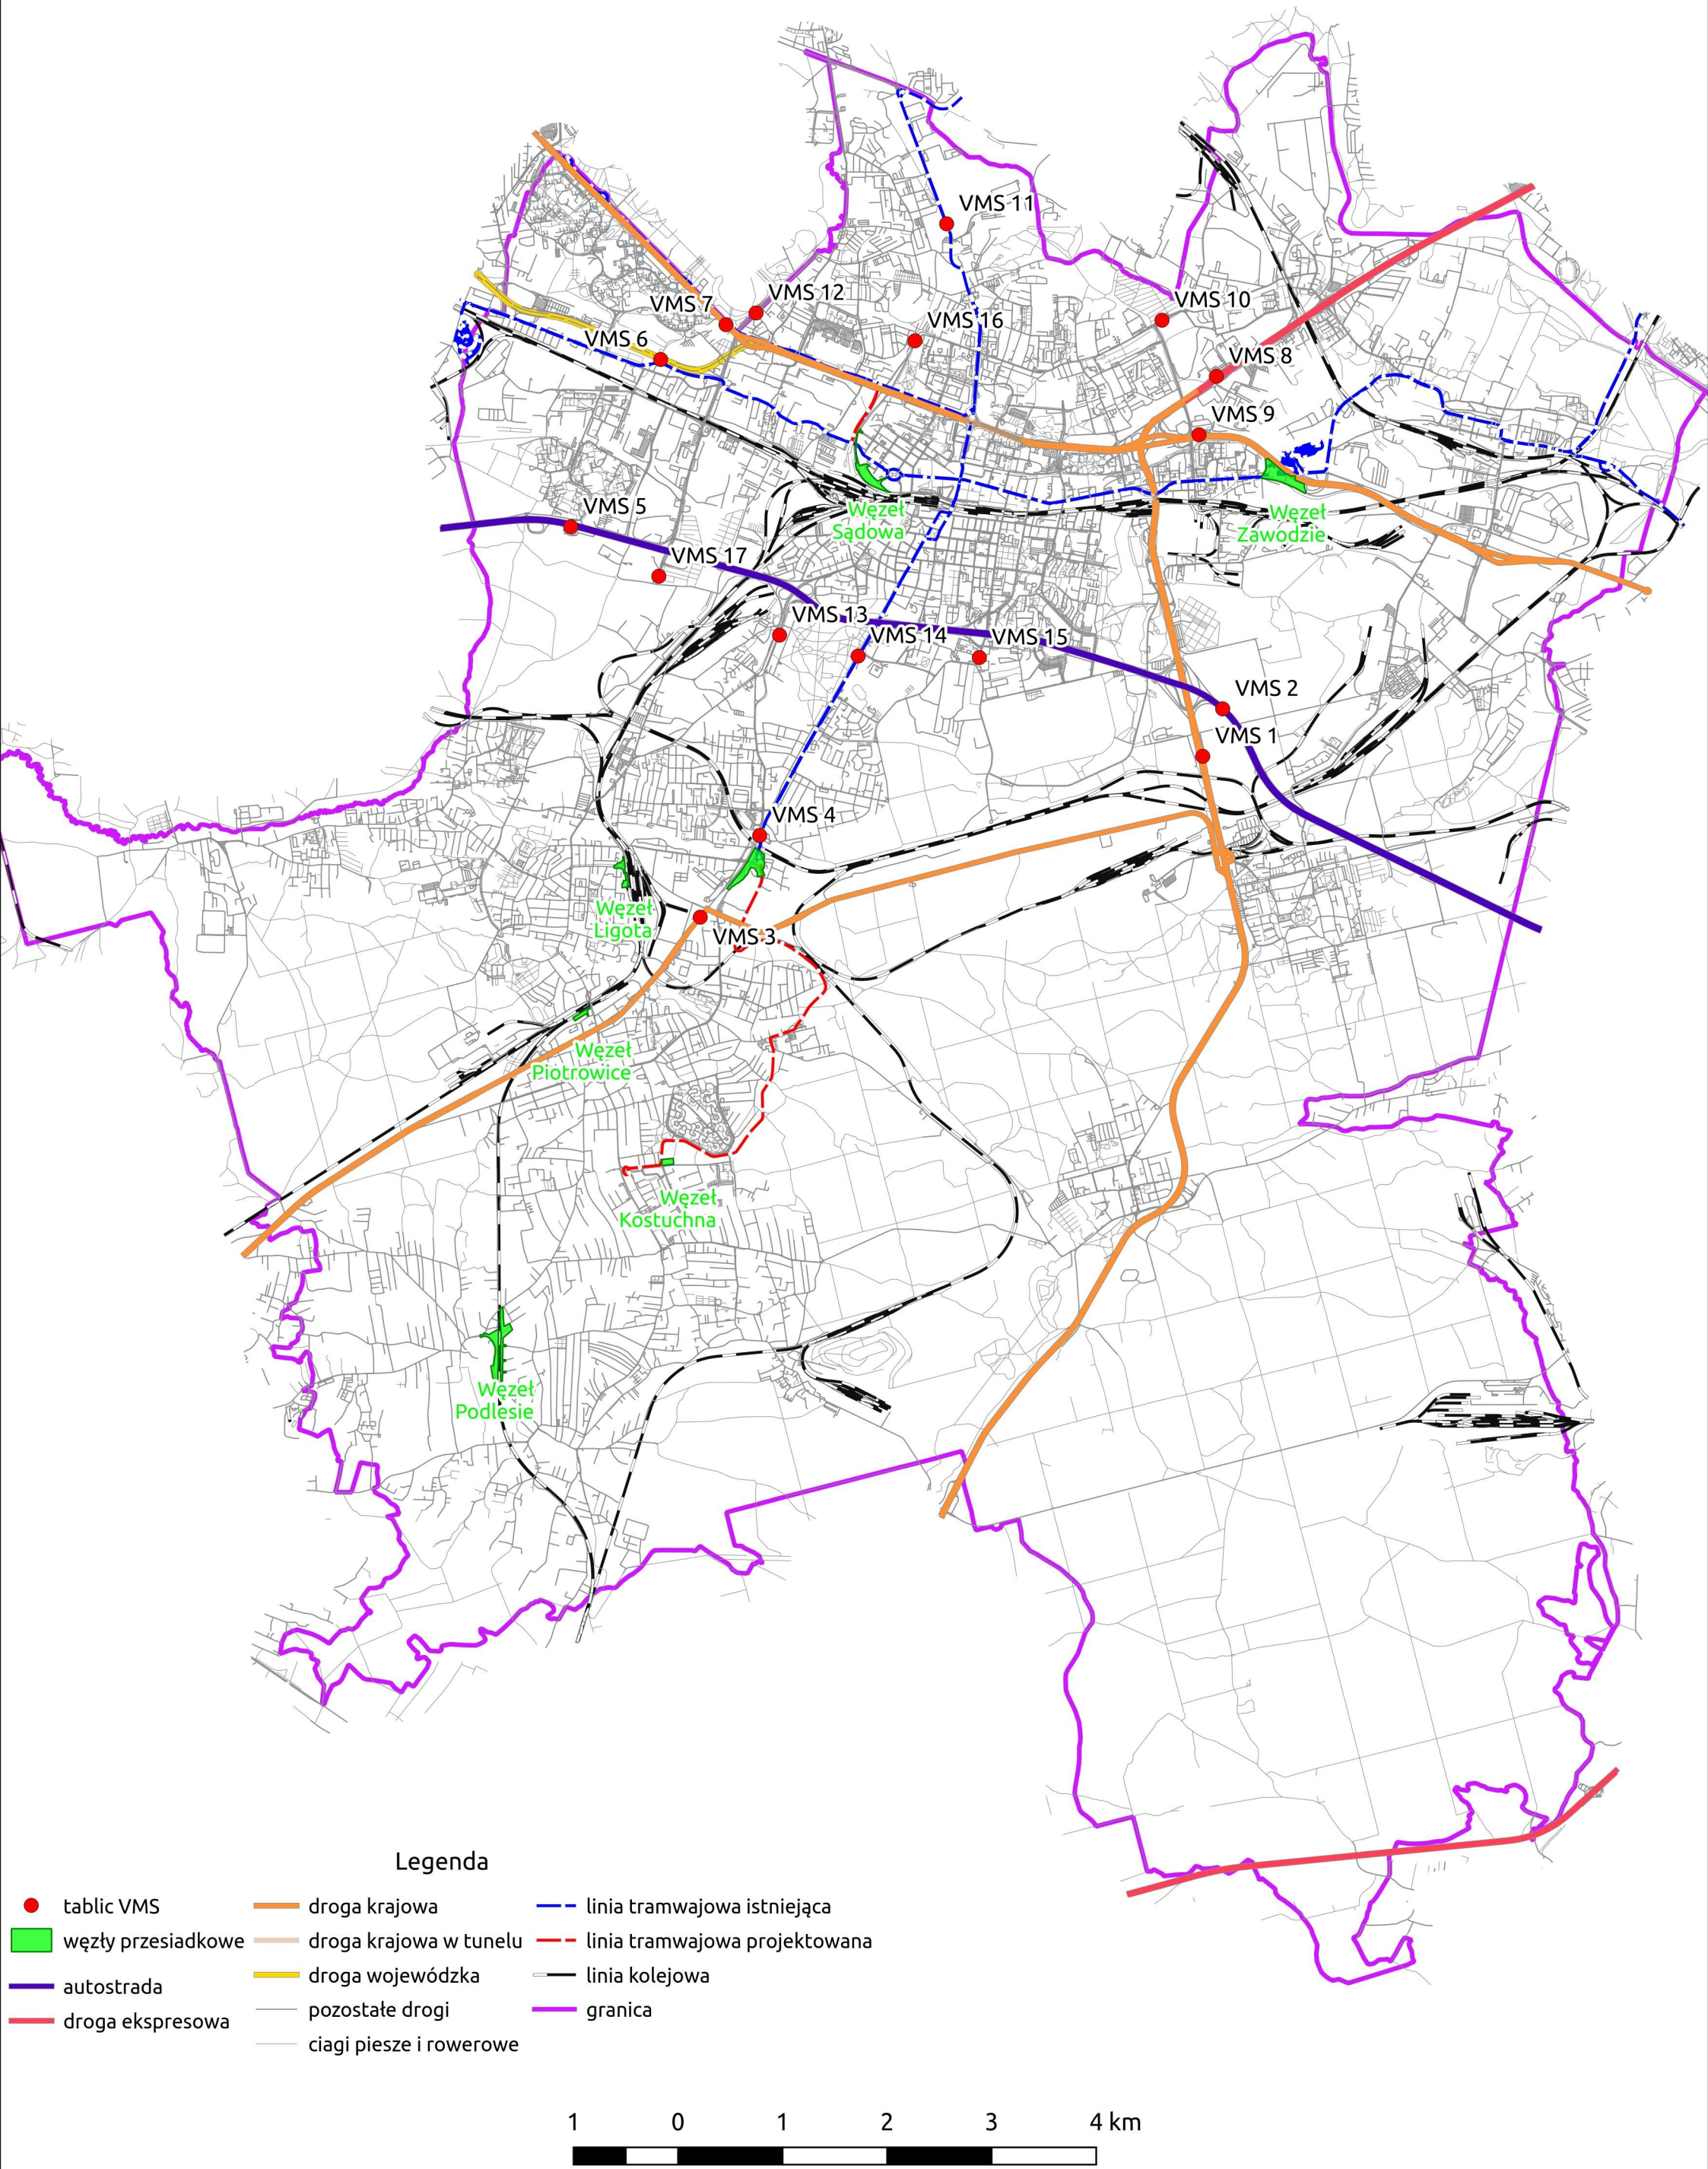 VMS 11
VMS 12
VMS 7
VMS 10
VMS 16
VMS 6
VMS 8
VMS 9
VMS 5
Węzeł
Sądowa
Węzeł
Zawodzie
VMS 17
VMS 13
VMS 14
VMS 15
VMS 2
VMS 1
VMS 4
Węzeł
Ligota
VMS 3
Węzeł
Piotrowice
Węzeł
Kostuchna
Węzeł
Podlesie
Legenda
tablic VMS
węzły przesiadkowe
autostrada
droga ekspresowa
droga krajowa
droga krajowa w tunelu
droga wojewódzka
pozostałe drogi
ciagi piesze i rowerowe
linia tramwajowa istniejąca
linia tramwajowa projektowana
linia kolejowa
granica
1 0 1 2 3 4 km